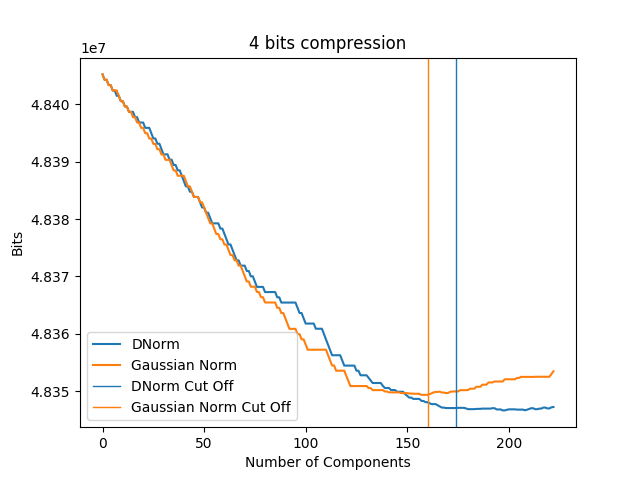 4 bits compression
1e7
4.840
4.839
4.838
4.837
4.836
4.835
Bits
DNorm
Gaussian Norm
DNorm Cut Off
Gaussian Norm Cut Off
0 50 100 150 200
Number of Components